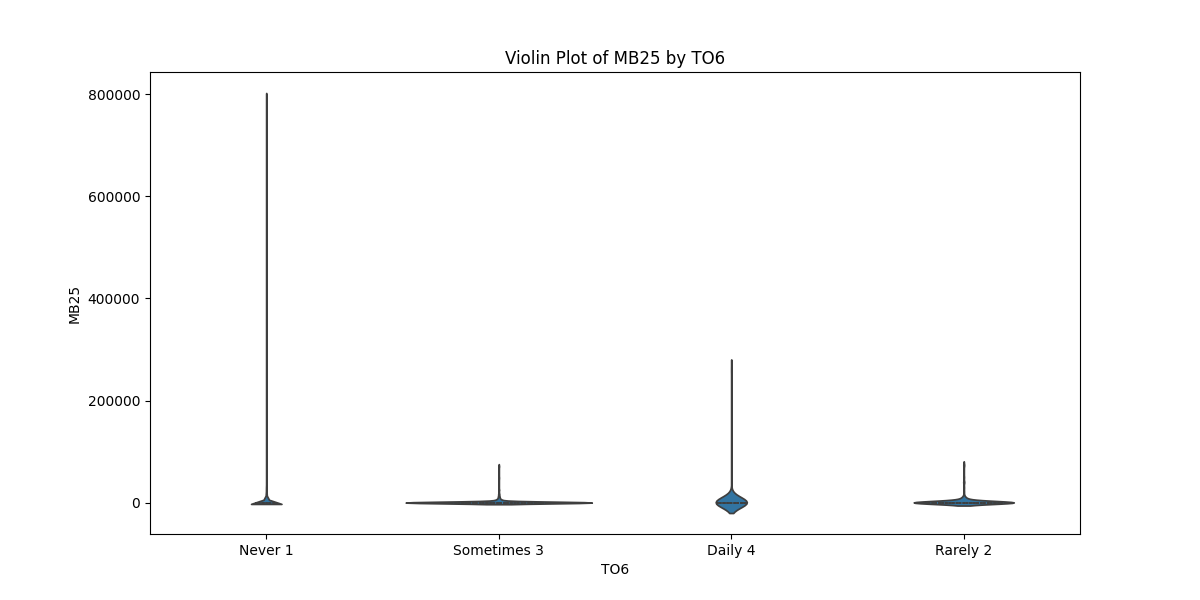 Violin Plot of MB25 by TO6
800000
600000
400000
200000
0
MB25
Never 1
Sometimes 3
Daily 4
Rarely 2
TO6